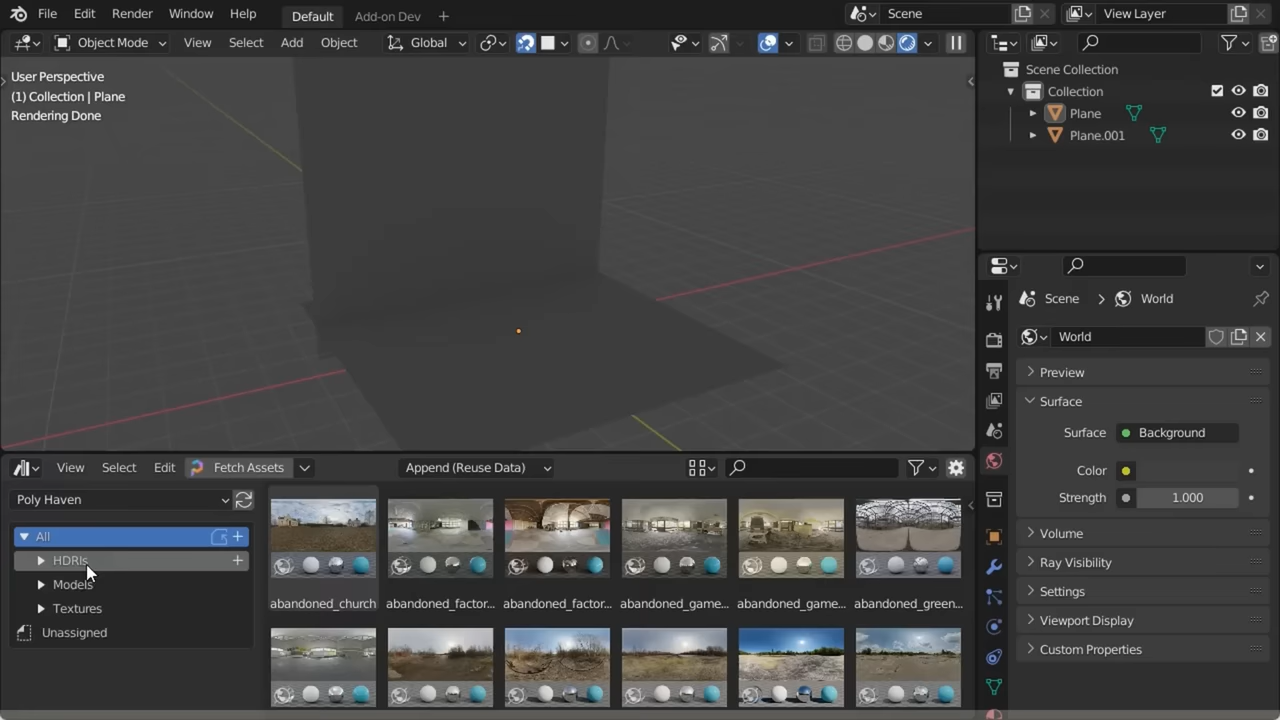 File Edit Render Window Help Default Add-on Dev Scene View Layer
Object Mode View Select Add Object Global
User Perspective
(1) Collection | Plane
Rendering Done
Scene Collection
Collection
Plane
Plane.001
Scene World
World
Preview
Surface
Surface Background
Color
Strength 1.000
Volume
Ray Visibility
Settings
Viewport Display
Custom Properties
View Select Edit Fetch Assets Append (Reuse Data)
Poly Haven
All
HDRIs
Models
Textures
Unassigned
abandoned_church abandoned_factor... abandoned_factor... abandoned_game... abandoned_game... abandoned_green...